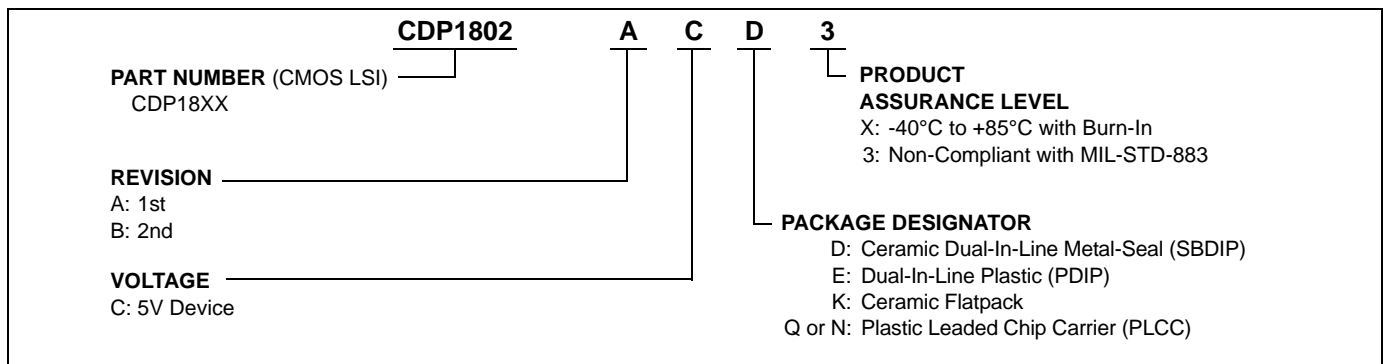 CDP1802 A C D 3
PART NUMBER (CMOS LSI)
CDP18XX
REVISION
A: 1st
B: 2nd
VOLTAGE
C: 5V Device
PRODUCT
ASSURANCE LEVEL
X: -40°C to +85°C with Burn-In
3: Non-Compliant with MIL-STD-883
PACKAGE DESIGNATOR
D: Ceramic Dual-In-Line Metal-Seal (SBDIP)
E: Dual-In-Line Plastic (PDIP)
K: Ceramic Flatpack
Q or N: Plastic Leaded Chip Carrier (PLCC)